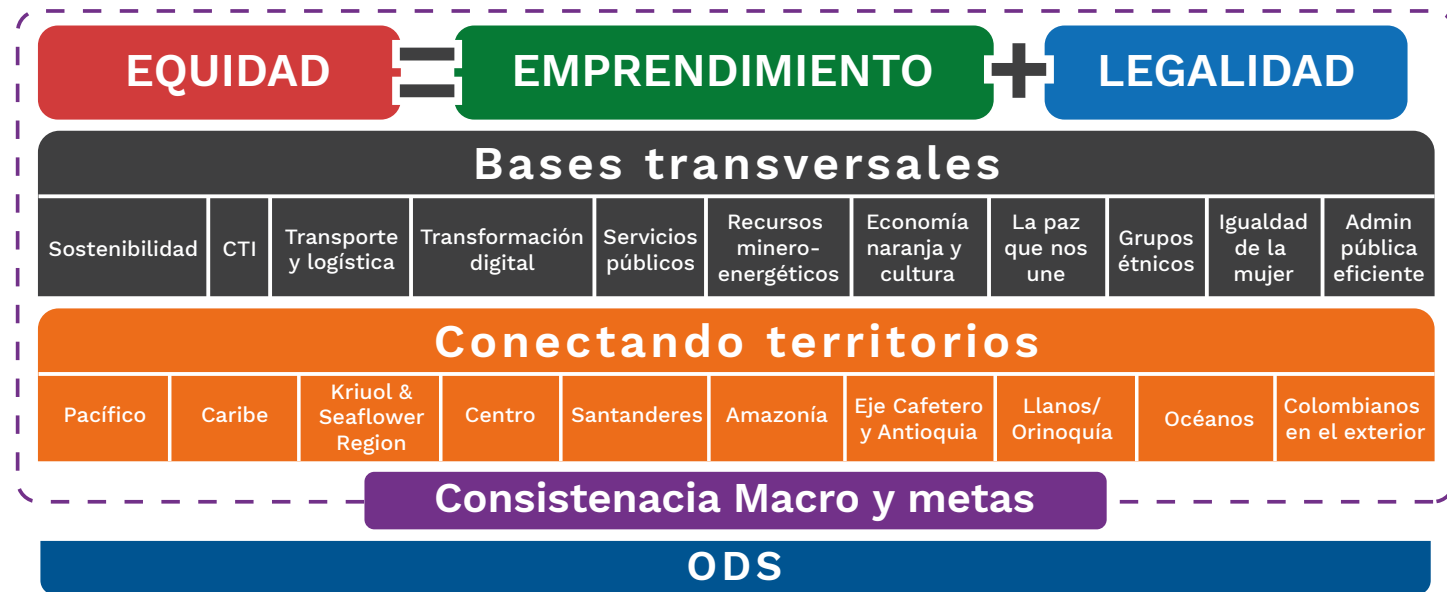 EQUIDAD = EMPRENDIMIENTO + LEGALIDAD
Bases transversales
Sostenibilidad
CTI
Transporte
y logística
Transformación
digital
Servicios
públicos
Recursos
minero-
energéticos
Economía
naranja y
cultura
La paz
que nos
une
Grupos
étnicos
Igualdad
de la
mujer
Admin
pública
eficiente
Conectando territorios
Pacífico
Caribe
Kriuol &
Seaflower
Region
Centro
Santanderes
Amazonía
Eje Cafetero
y Antioquia
Llanos/
Orinoquía
Océanos
Colombianos
en el exterior
Consistenacia Macro y metas
ODS